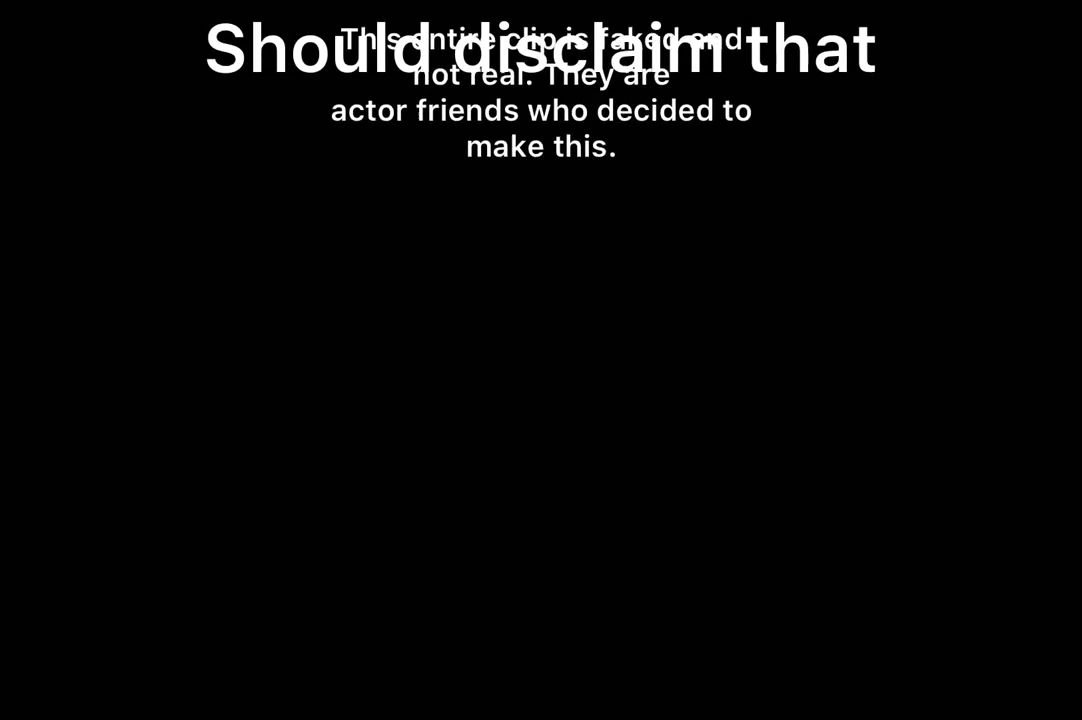 Should disclaim that
This entire clip is faked and
not real. They are
actor friends who decided to
make this.